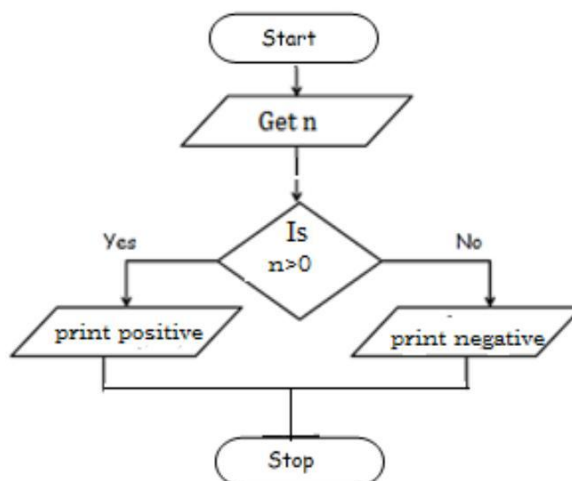 Start
Get n
Is
n>0
Yes
No
print positive
print negative
Stop